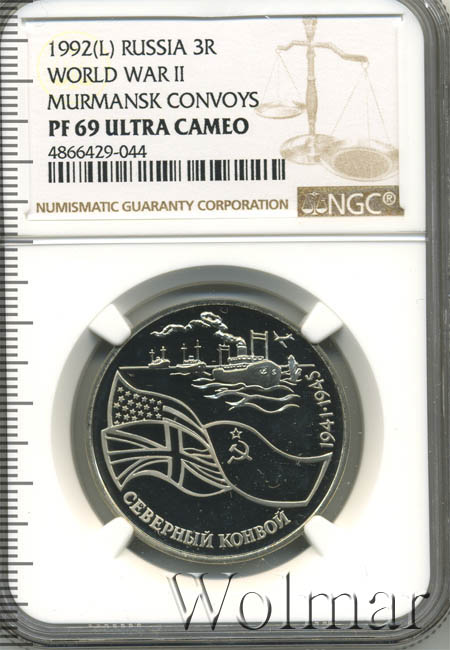 1992(L) RUSSIA 3R
WORLD WAR II
MURMANSK CONVOYS
PF 69 ULTRA CAMEO
4866429-044
NUMISMATIC GUARANTY CORPORATION
NGC®
1941·1945
СЕВЕРНЫЙ КОНВОЙ
Wolmar